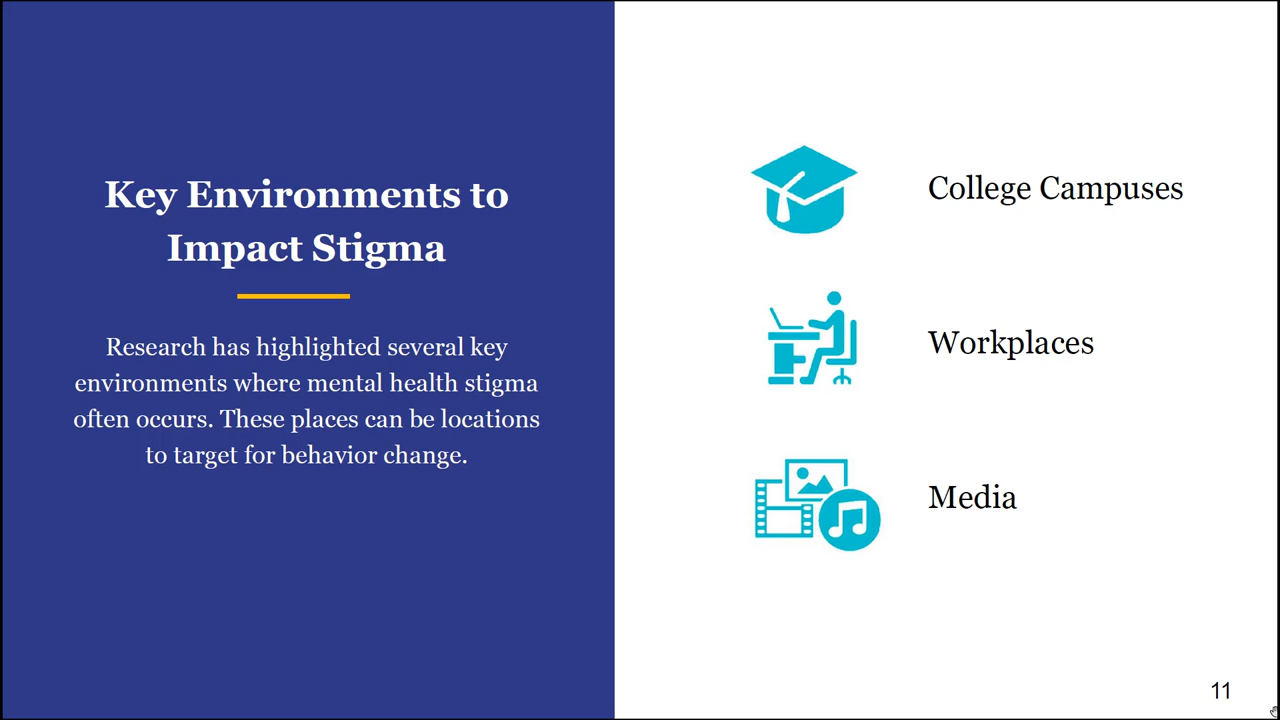 Key Environments to
Impact Stigma
Research has highlighted several key
environments where mental health stigma
often occurs. These places can be locations
to target for behavior change.
College Campuses
Workplaces
Media
11